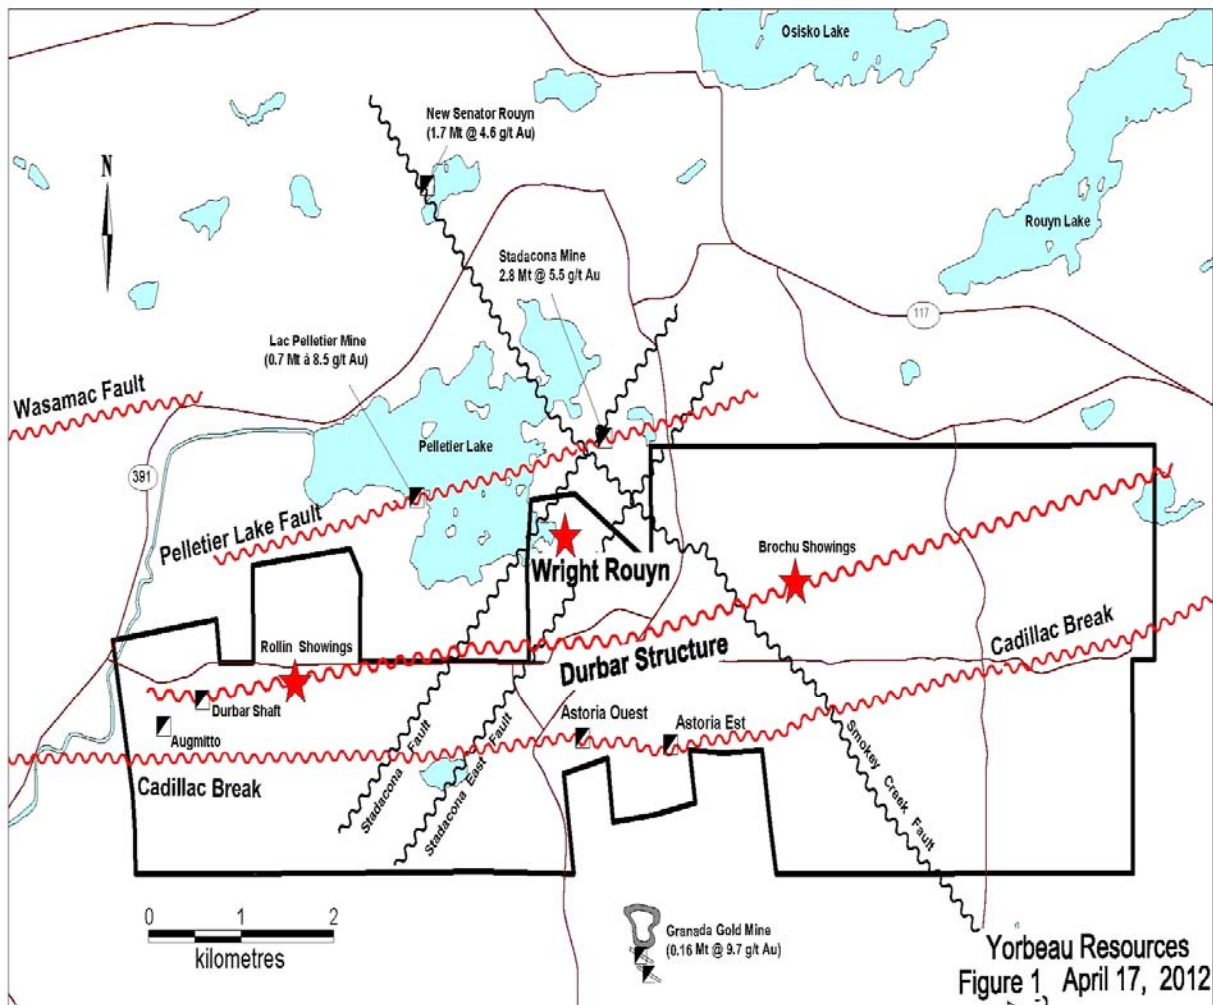 Osisko Lake
New Senator Rouyn
(1.7 Mt @ 4.6 g/t Au)
N
Rouyn Lake
Stadacona Mine
2.8 Mt @ 5.5 g/t Au
117
Lac Pelletier Mine
(0.7 Mt à 8.5 g/t Au)
Wasamac Fault
Pelletier Lake
391
Pelletier Lake Fault
Wright Rouyn
Brochu Showings
Cadillac Break
Rollin Showings
Durbar Structure
Durbar Shaft
Augmitto
Astoria Ouest
Astoria Est
Stadacona Fault
Stadacona East Fault
Smokey Creek Fault
Cadillac Break
0 1 2
kilometres
Granada Gold Mine
(0.16 Mt @ 9.7 g/t Au)
Yorbeau Resources
Figure 1 April 17, 2012